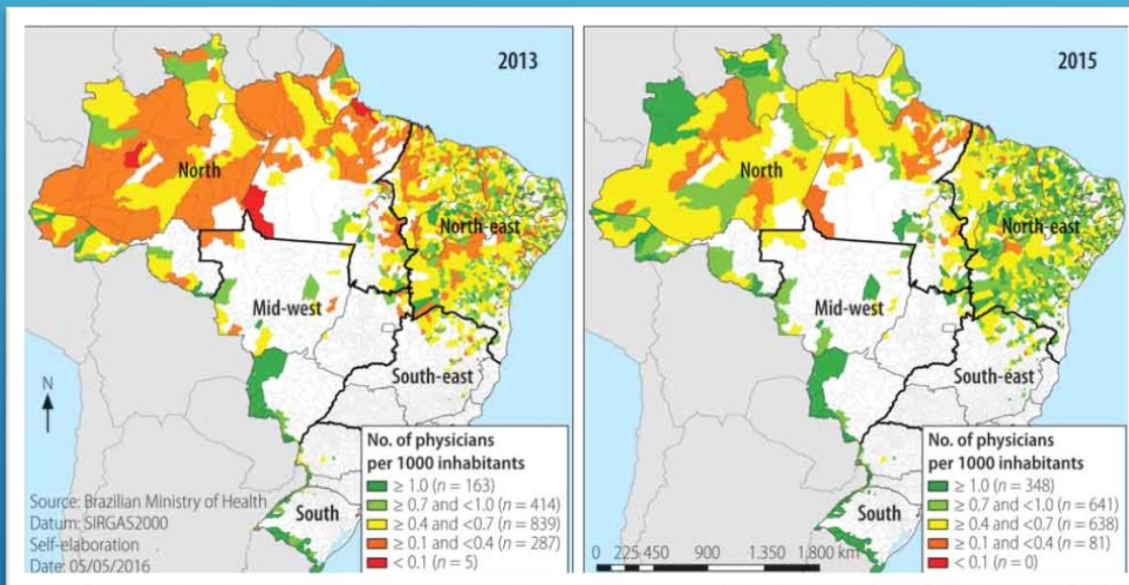 2013
North
North-east
Mid-west
South-east
South
N
No. of physicians
per 1000 inhabitants
≥ 1.0 (n = 163)
≥ 0.7 and <1.0 (n = 414)
≥ 0.4 and <0.7 (n = 839)
≥ 0.1 and <0.4 (n = 287)
< 0.1 (n = 5)
Source: Brazilian Ministry of Health
Datum: SIRGAS2000
Self-elaboration
Date: 05/05/2016
2015
North
North-east
Mid-west
South-east
South
No. of physicians
per 1000 inhabitants
≥ 1.0 (n = 348)
≥ 0.7 and <1.0 (n = 641)
≥ 0.4 and <0.7 (n = 638)
≥ 0.1 and <0.4 (n = 81)
< 0.1 (n = 0)
0 225 450 900 1.350 1.800 km